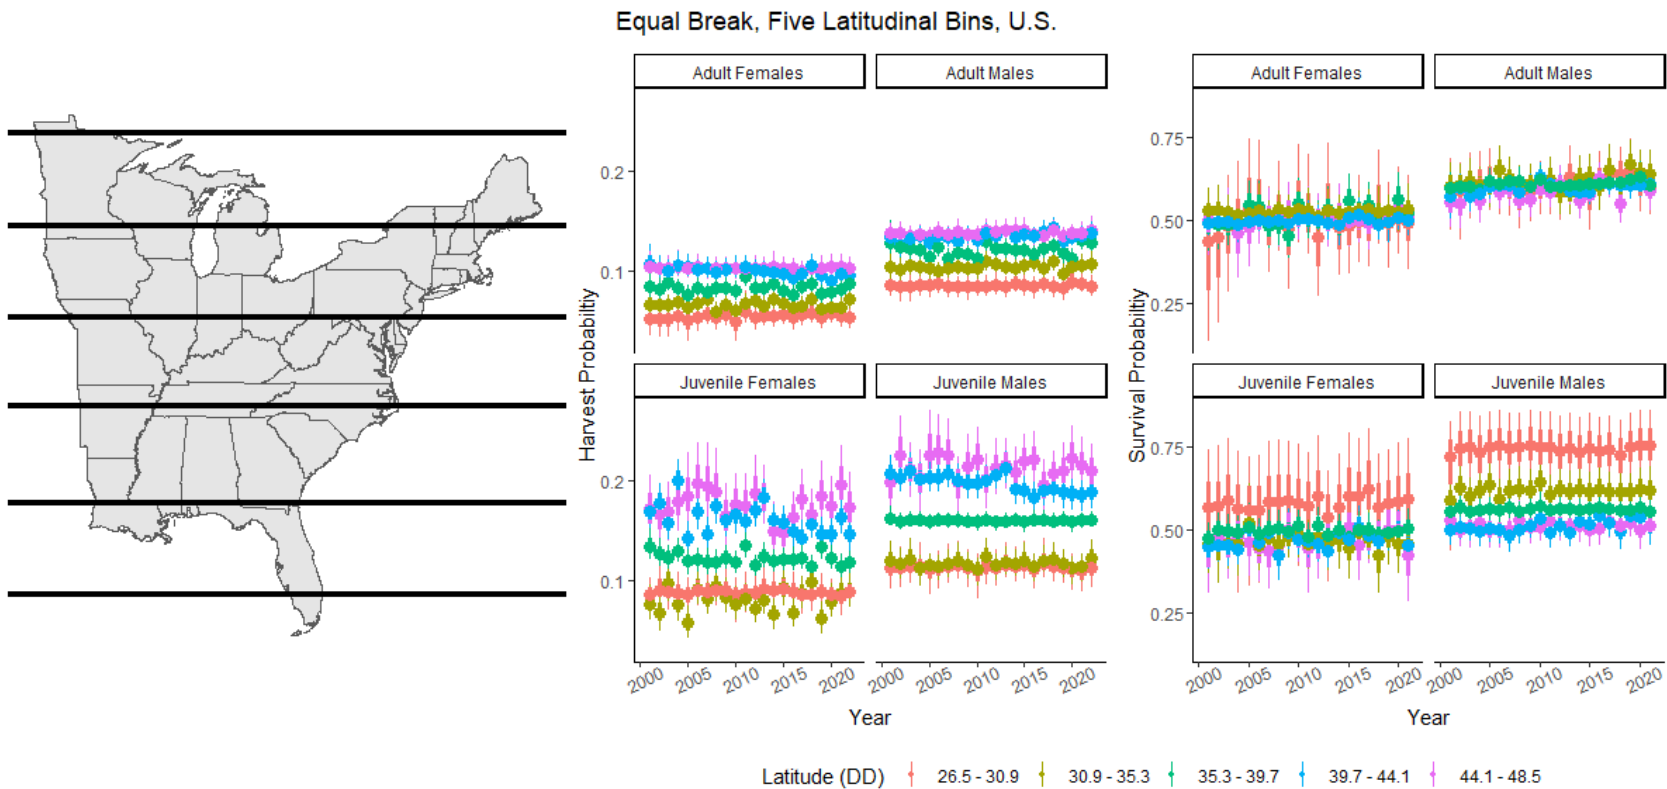 Equal Break, Five Latitudinal Bins, U.S.
Adult Females
Adult Males
Juvenile Females
Juvenile Males
Harvest Probabiltiy
0.2
0.1
0.2
0.1
2000 2005 2010 2015 2020
2000 2005 2010 2015 2020
Year
Adult Females
Adult Males
Juvenile Females
Juvenile Males
Survival Probabiltiy
0.75
0.50
0.25
0.75
0.50
0.25
2000 2005 2010 2015 2020
2000 2005 2010 2015 2020
Year
Latitude (DD) 26.5 - 30.9 30.9 - 35.3 35.3 - 39.7 39.7 - 44.1 44.1 - 48.5